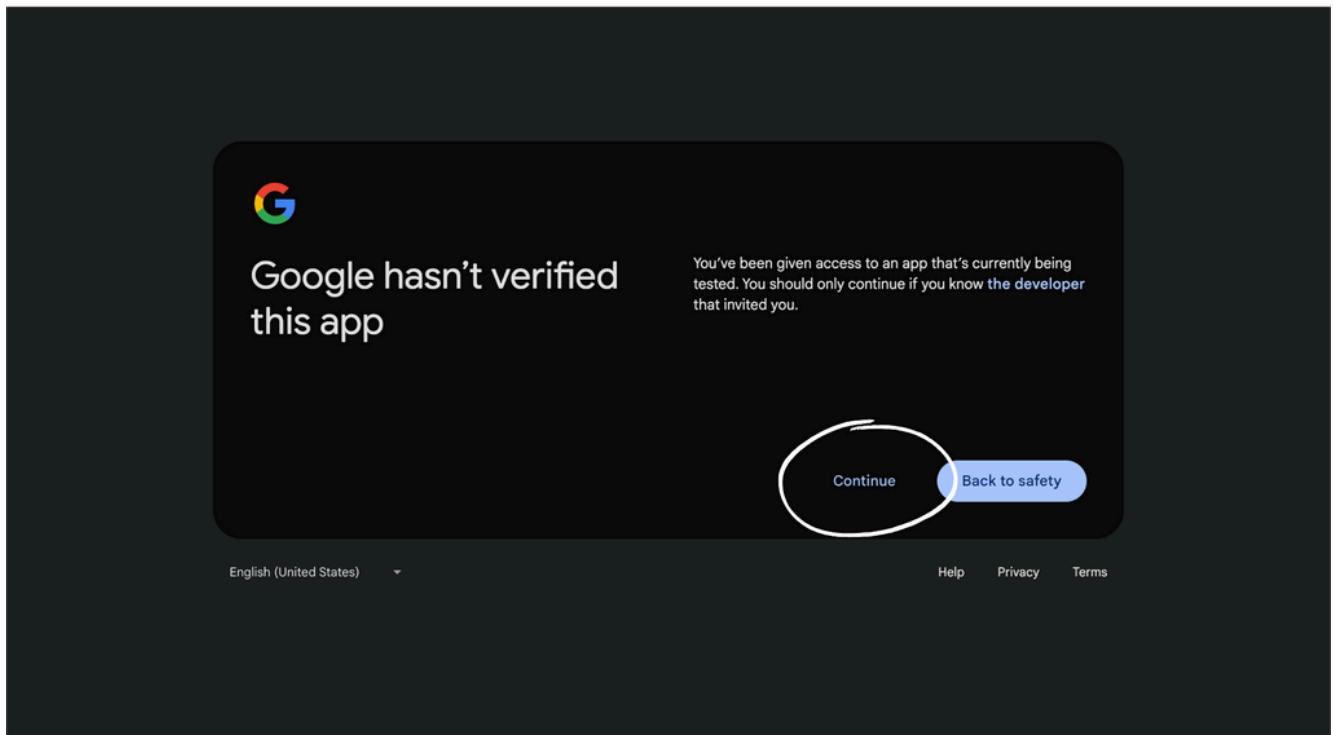 Google hasn't verified
this app
You've been given access to an app that's currently being
tested. You should only continue if you know the developer
that invited you.
Continue
Back to safety
English (United States)
Help
Privacy
Terms